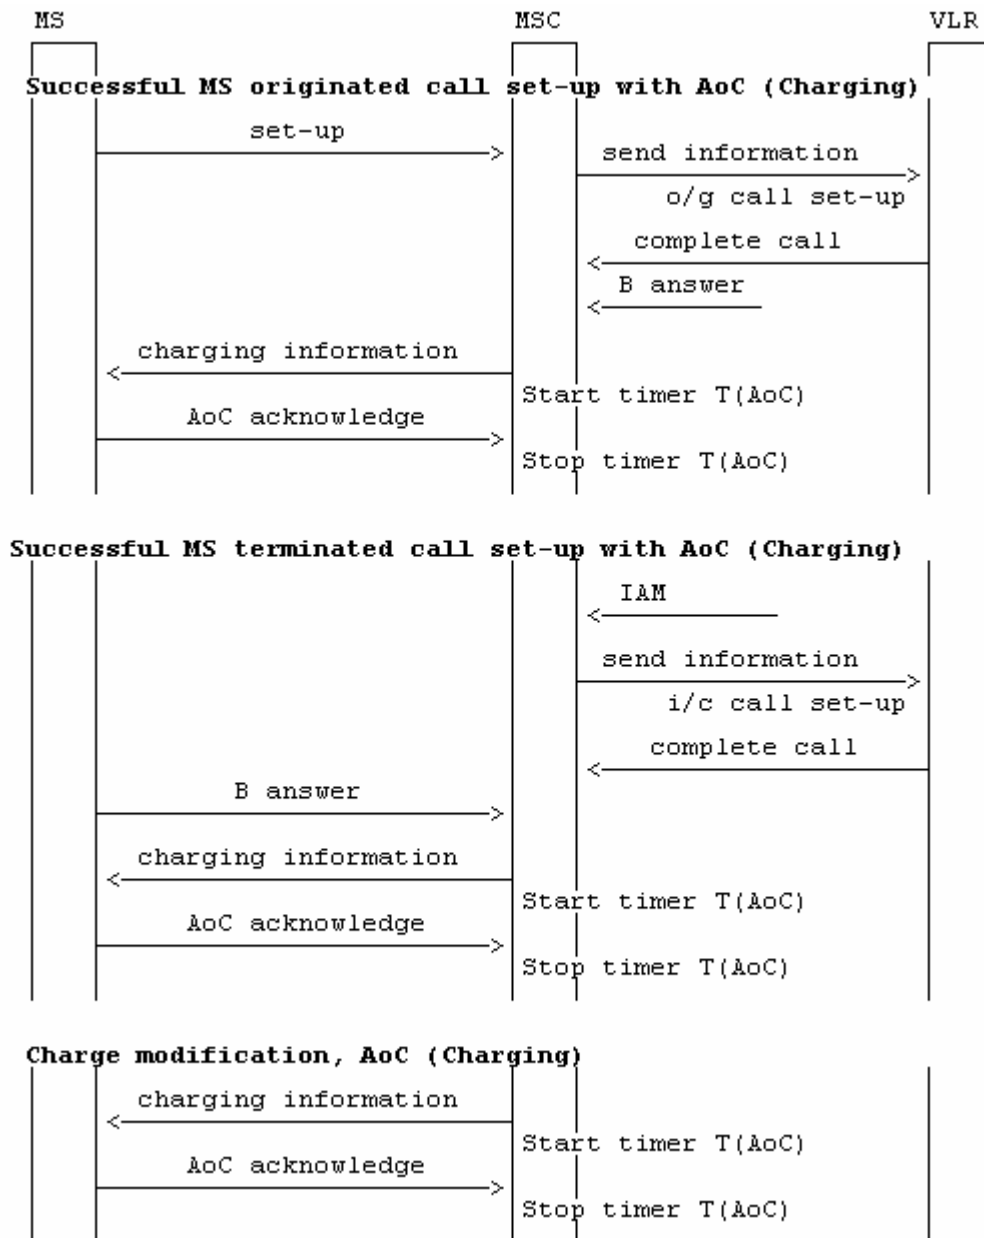 MS MSC VLR
Successful MS originated call set-up with AoC (Charging)
set-up
send information
o/g call set-up
complete call
B answer
charging information
Start timer T(AoC)
AoC acknowledge
Stop timer T(AoC)
Successful MS terminated call set-up with AoC (Charging)
IAM
send information
i/c call set-up
complete call
B answer
charging information
Start timer T(AoC)
AoC acknowledge
Stop timer T(AoC)
Charge modification, AoC (Charging)
charging information
Start timer T(AoC)
AoC acknowledge
Stop timer T(AoC)